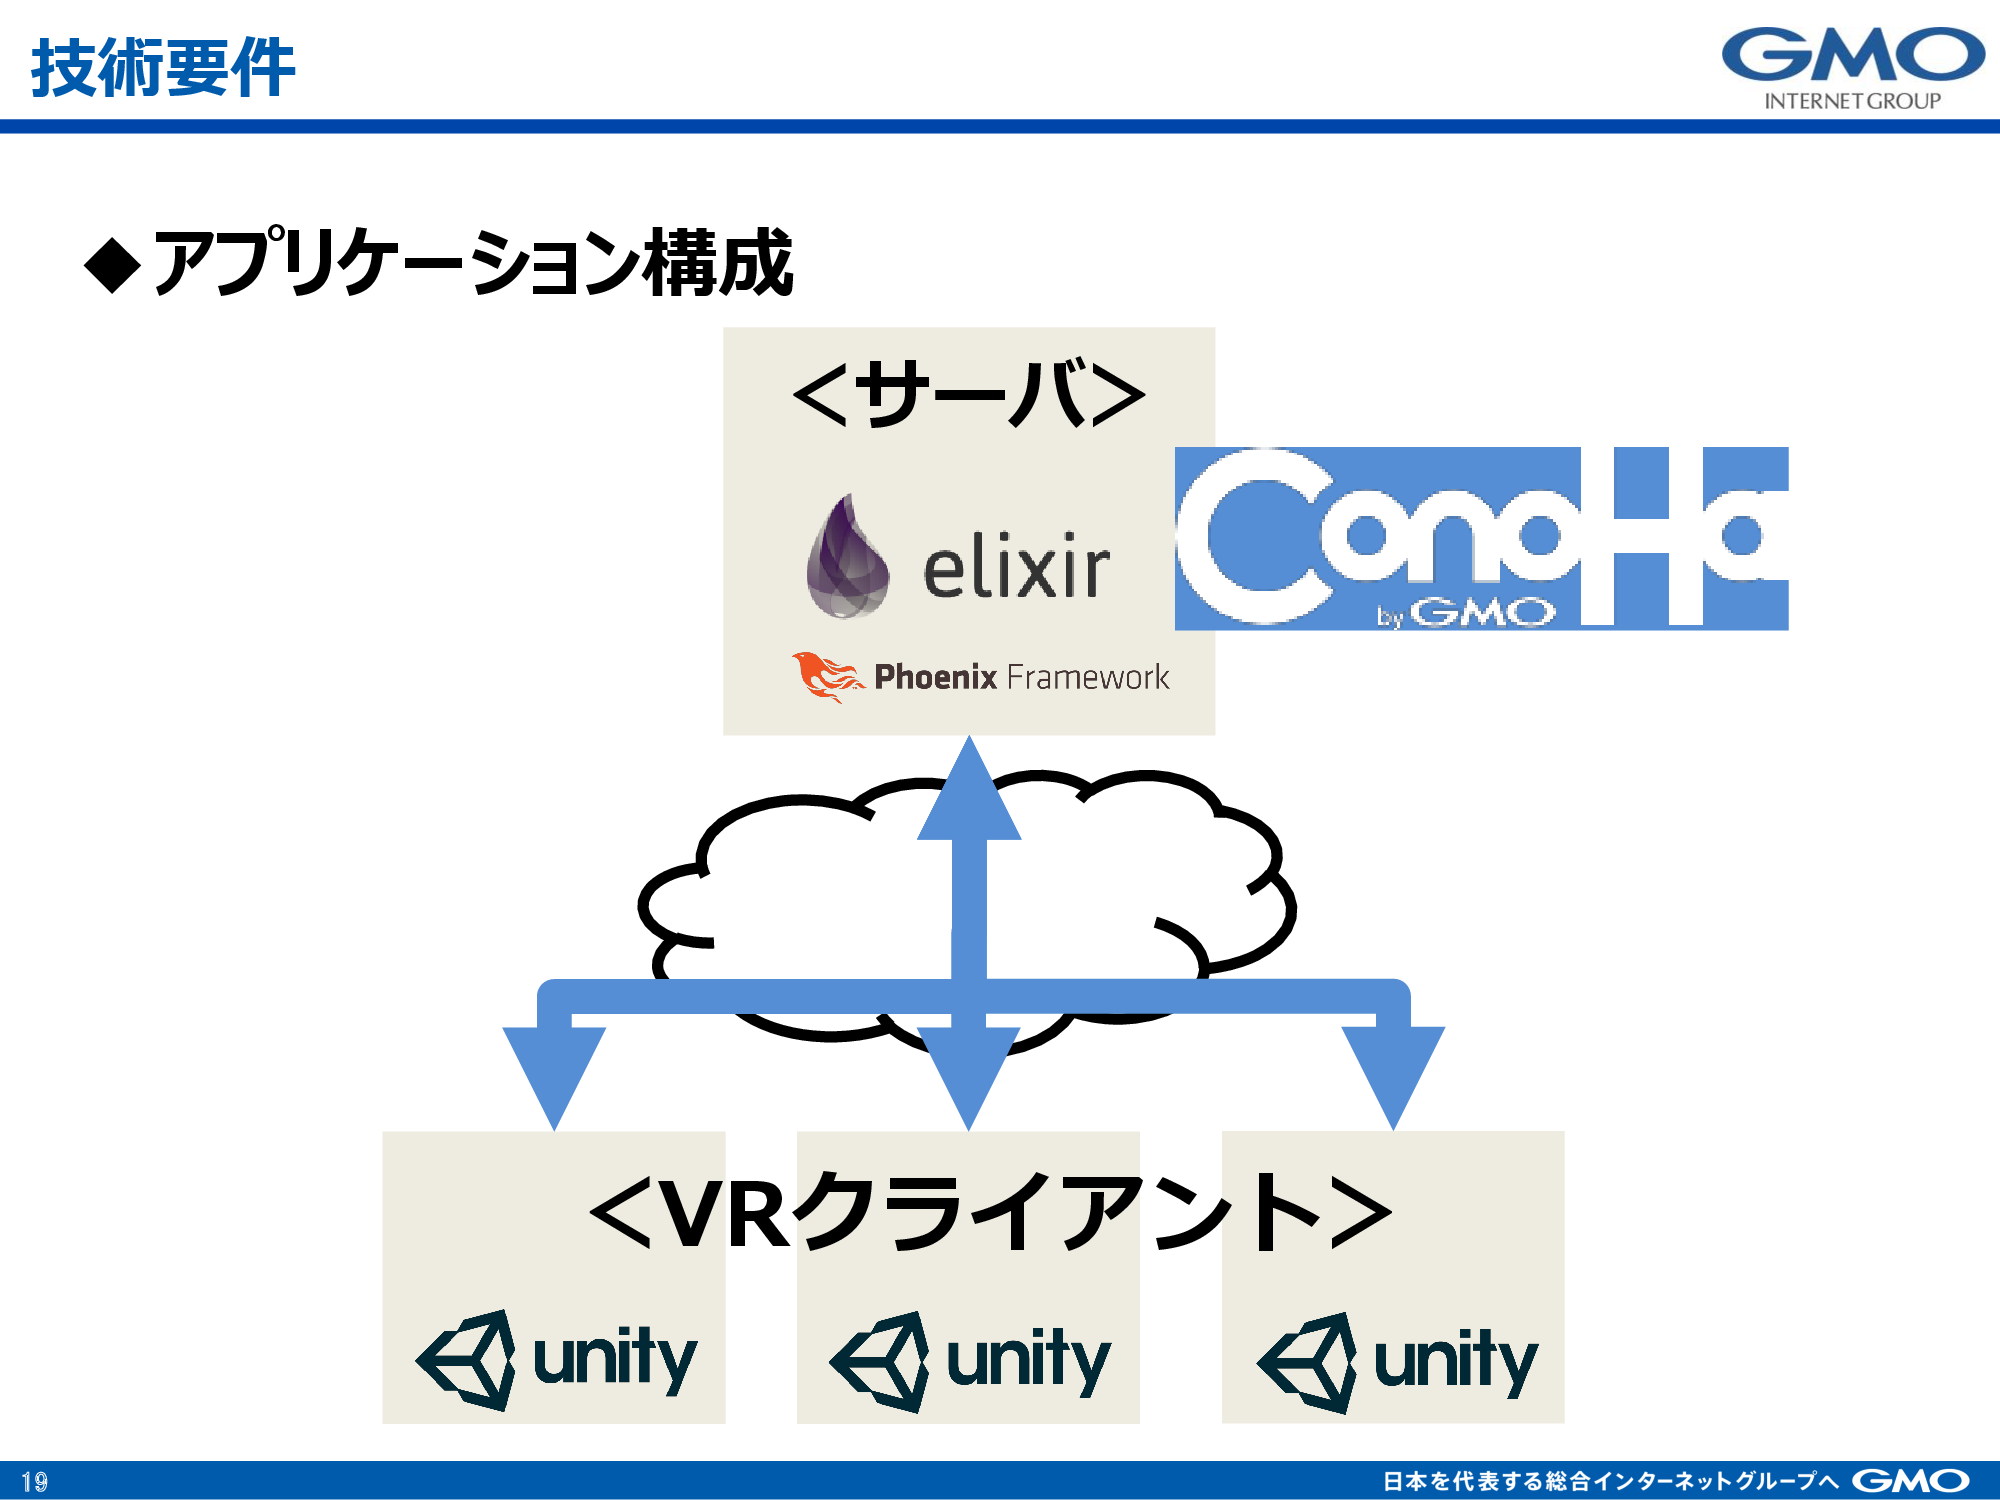 技術要件
GMO
INTERNET GROUP
◆アプリケーション構成
＜サーバ＞
elixir
ConoHa
by GMO
Phoenix Framework
＜VRクライアント＞
unity
unity
unity
19
日本を代表する総合インターネットグループへ GMO